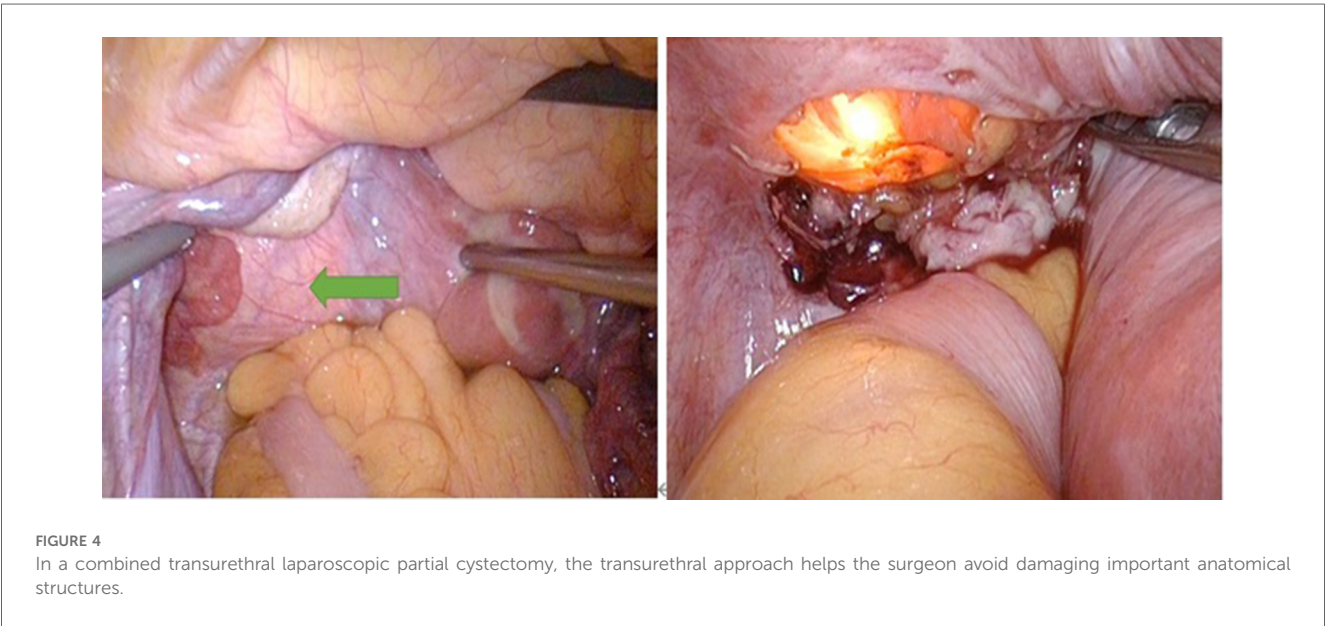 FIGURE 4
In a combined transurethral laparoscopic partial cystectomy, the transurethral approach helps the surgeon avoid damaging important anatomical
structures.